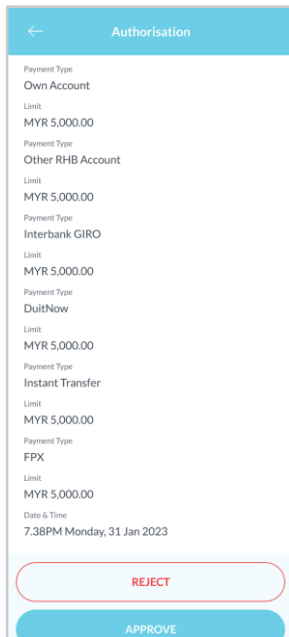 Authorisation
Payment Type
Own Account
Limit
MYR 5,000.00
Payment Type
Other RHB Account
Limit
MYR 5,000.00
Payment Type
Interbank GIRO
Limit
MYR 5,000.00
Payment Type
DuitNow
Limit
MYR 5,000.00
Payment Type
Instant Transfer
Limit
MYR 5,000.00
Payment Type
FPX
Limit
MYR 5,000.00
Date & Time
7.38PM Monday, 31 Jan 2023
REJECT
APPROVE